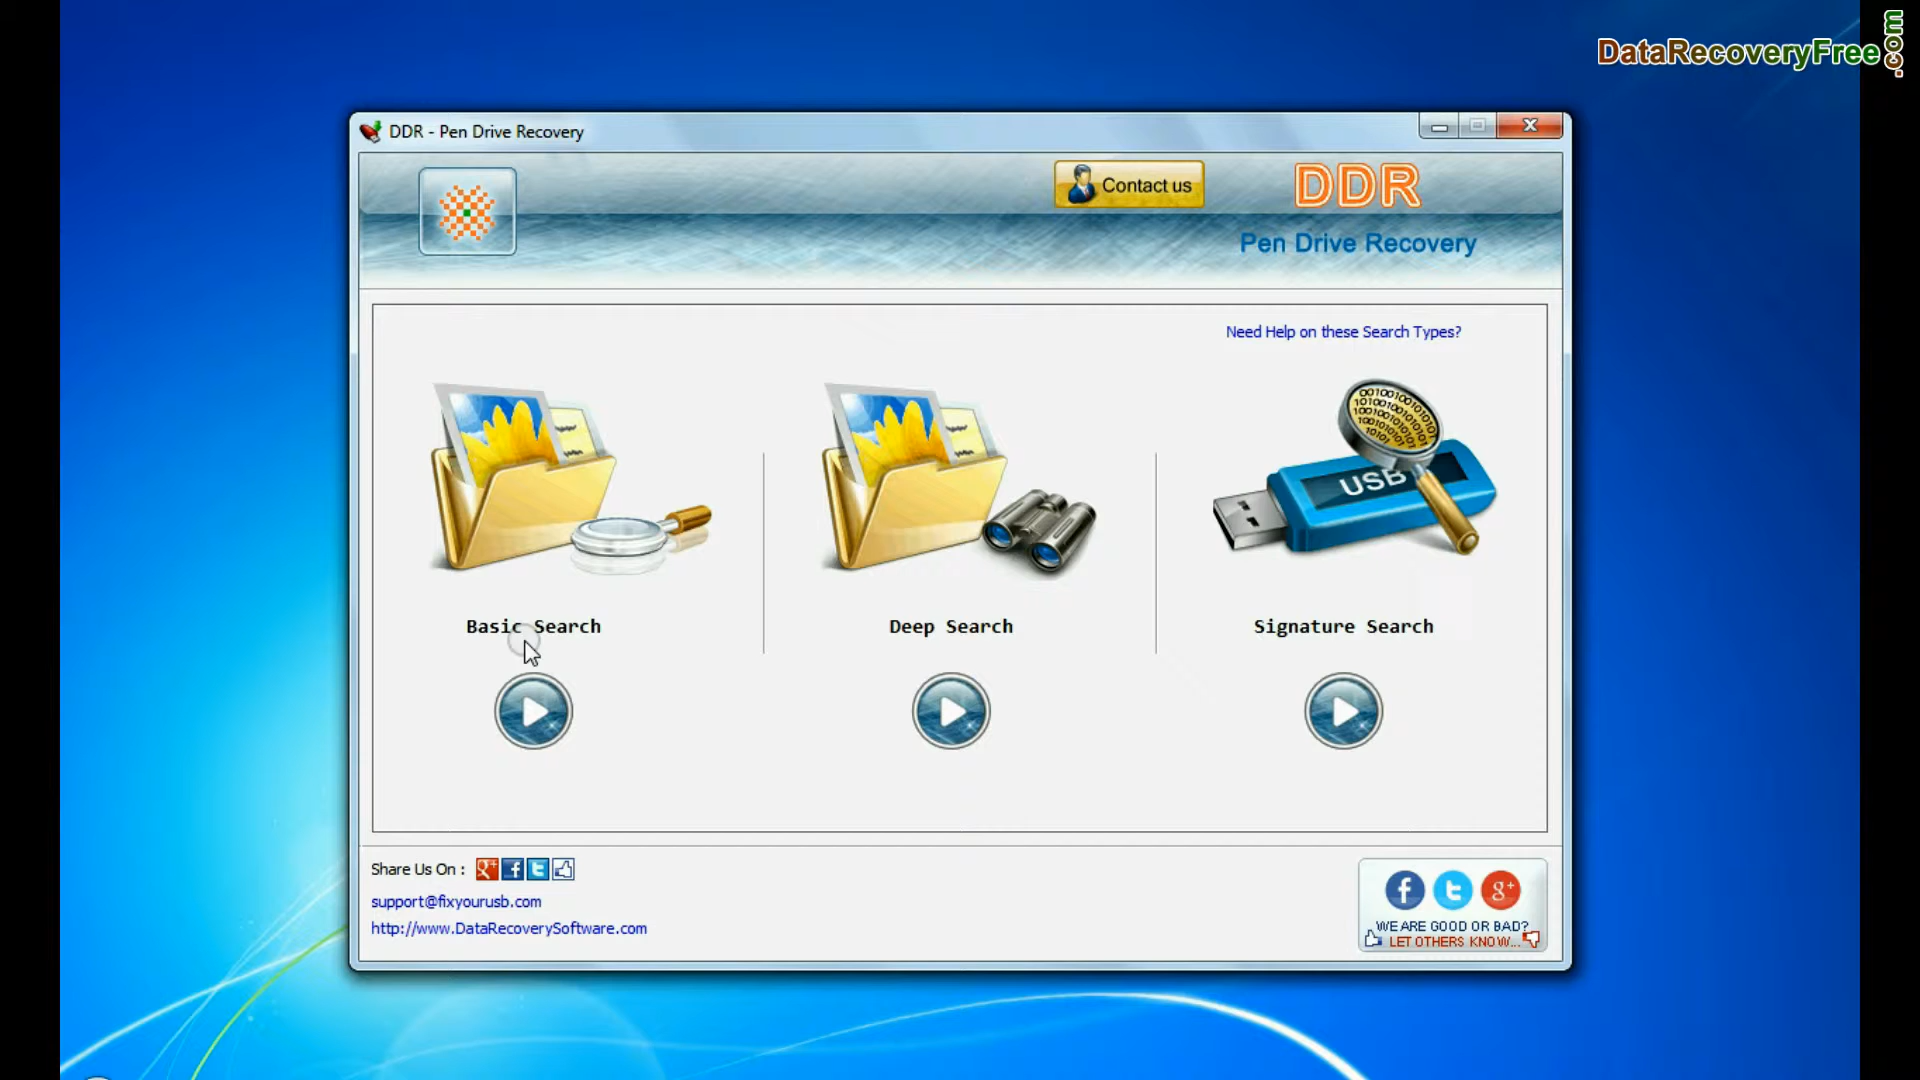 DataRecoveryFree.com
DDR - Pen Drive Recovery
Contact us
DDR
Pen Drive Recovery
Need Help on these Search Types?
USB
Basic Search
Deep Search
Signature Search
Share Us On :
support@fixyourusb.com
http://www.DataRecoverySoftware.com
WE ARE GOOD OR BAD?
LET OTHERS KNOW...